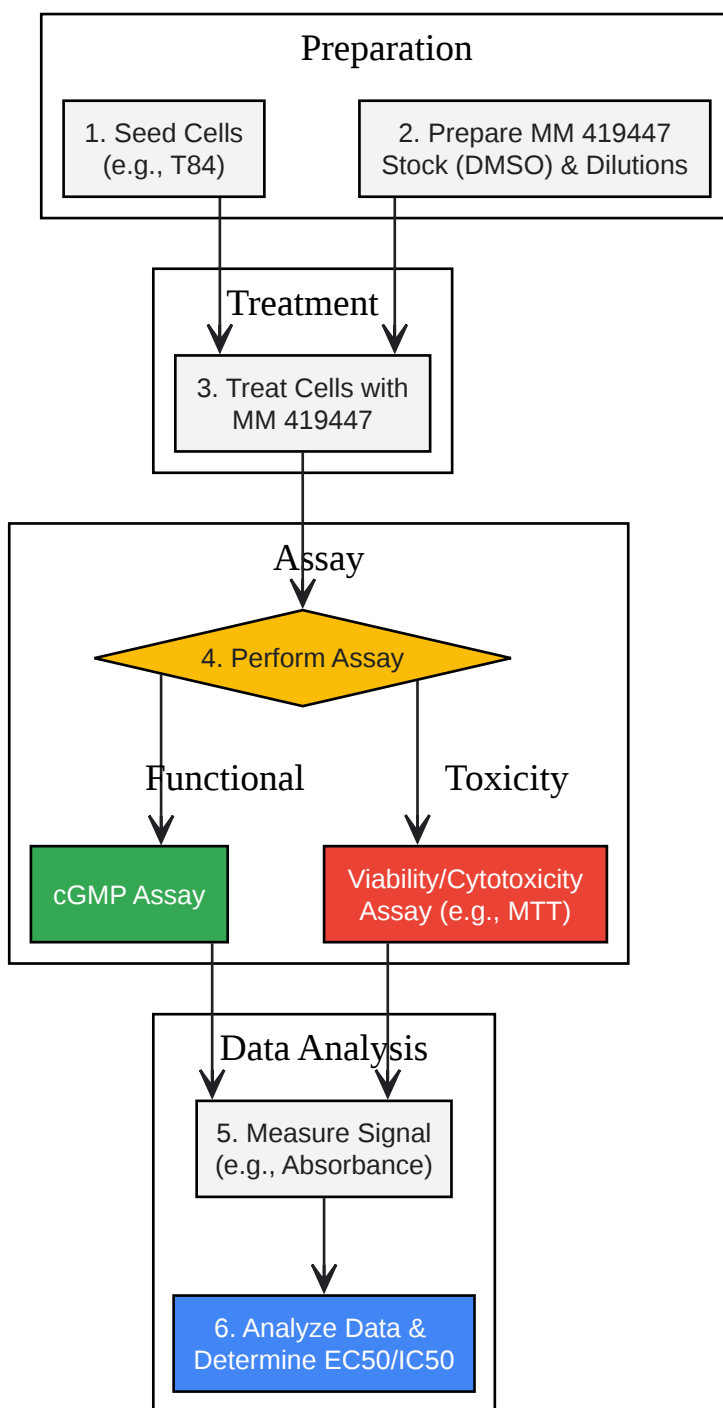 Preparation
1. Seed Cells
(e.g., T84)
2. Prepare MM 419447
Stock (DMSO) & Dilutions
Treatment
3. Treat Cells with
MM 419447
Assay
4. Perform Assay
Functional
Toxicity
cGMP Assay
Viability/Cytotoxicity
Assay (e.g., MTT)
Data Analysis
5. Measure Signal
(e.g., Absorbance)
6. Analyze Data &
Determine EC50/IC50